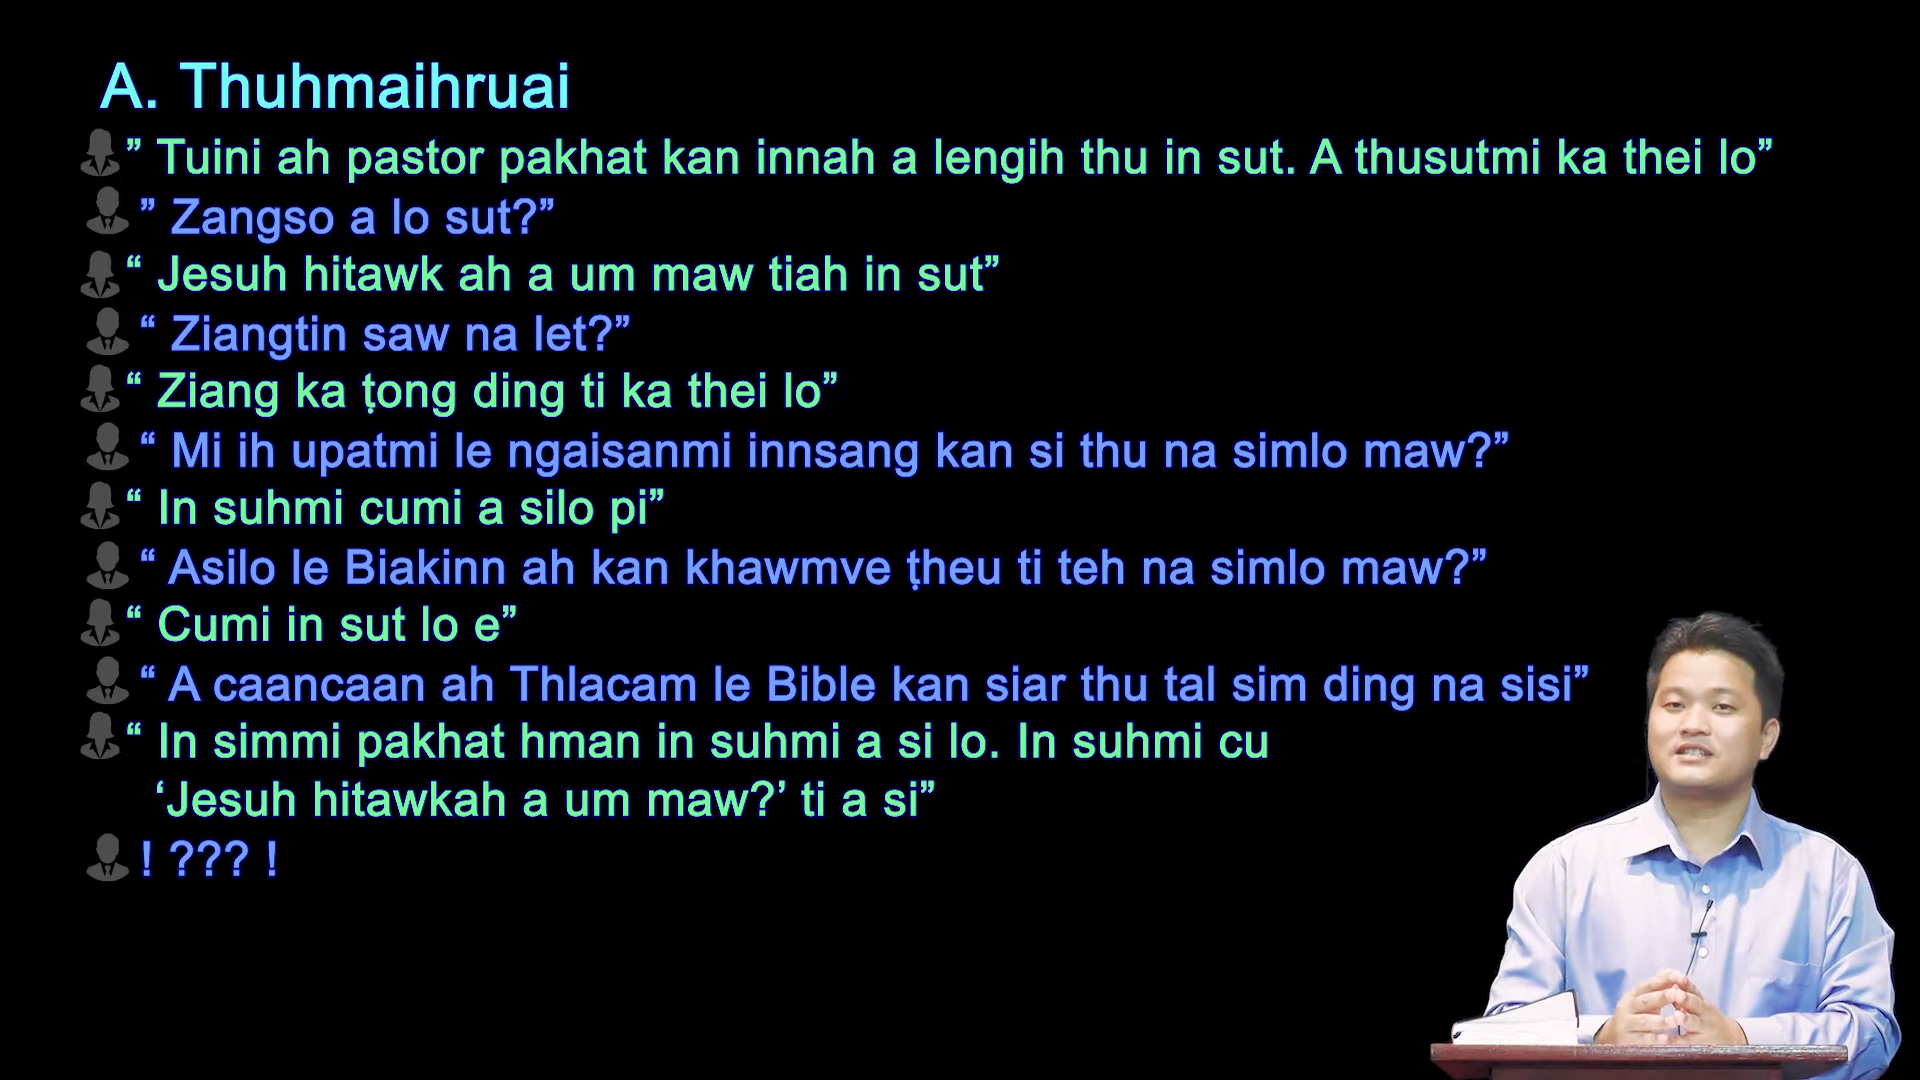 A. Thuhmaihruai
” Tuini ah pastor pakhat kan innah a lengih thu in sut. A thusutmi ka thei lo”
” Zangso a lo sut?”
“ Jesuh hitawk ah a um maw tiah in sut”
“ Ziangtin saw na let?”
“ Ziang ka ṭong ding ti ka thei lo”
“ Mi ih upatmi le ngaisanmi innsang kan si thu na simlo maw?”
“ In suhmi cumi a silo pi”
“ Asilo le Biakinn ah kan khawmve ṭheu ti teh na simlo maw?”
“ Cumi in sut lo e”
“ A caancaan ah Thlacam le Bible kan siar thu tal sim ding na sisi”
“ In simmi pakhat hman in suhmi a si lo. In suhmi cu
‘Jesuh hitawkah a um maw?’ ti a si”
! ??? !